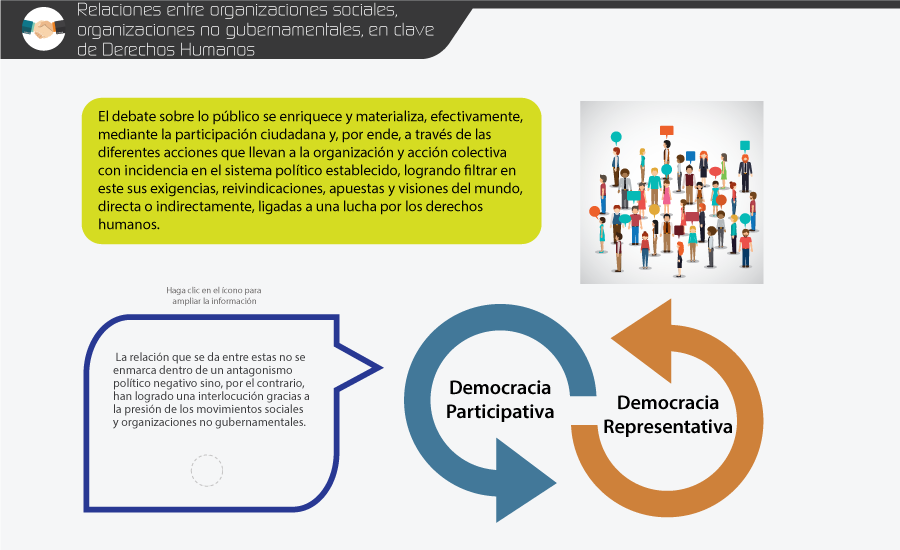 Relaciones entre organizaciones sociales,
organizaciones no gubernamentales, en clave
de Derechos Humanos
El debate sobre lo público se enriquece y materializa, efectivamente,
mediante la participación ciudadana y, por ende, a través de las
diferentes acciones que llevan a la organización y acción colectiva
con incidencia en el sistema político establecido, logrando filtrar en
este sus exigencias, reivindicaciones, apuestas y visiones del mundo,
directa o indirectamente, ligadas a una lucha por los derechos
humanos.
Haga clic en el ícono para
ampliar la información
La relación que se da entre estas no se
enmarca dentro de un antagonismo
político negativo sino, por el contrario,
han logrado una interlocución gracias a
la presión de los movimientos sociales
y organizaciones no gubernamentales.
Democracia
Participativa
Democracia
Representativa